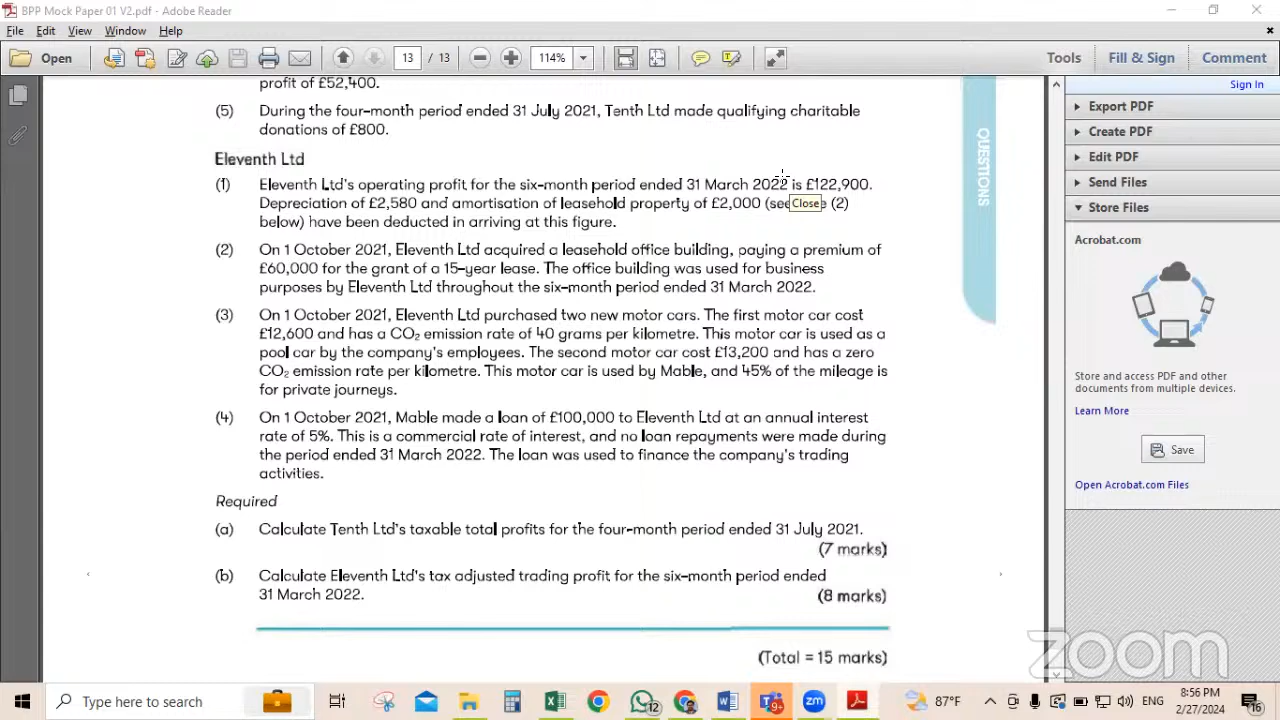 BPP Mock Paper 01 V2.pdf - Adobe Reader
File Edit View Window Help
Open 13 / 13 114% Tools Fill & Sign Comment
Sign In
profit of £52,400.
(5) During the four-month period ended 31 July 2021, Tenth Ltd made qualifying charitable
donations of £800.
Eleventh Ltd
(1) Eleventh Ltd's operating profit for the six-month period ended 31 March 2022 is £122,900.
Depreciation of £2,580 and amortisation of leasehold property of £2,000 (see (2)
below) have been deducted in arriving at this figure.
Close
(2) On 1 October 2021, Eleventh Ltd acquired a leasehold office building, paying a premium of
£60,000 for the grant of a 15-year lease. The office building was used for business
purposes by Eleventh Ltd throughout the six-month period ended 31 March 2022.
(3) On 1 October 2021, Eleventh Ltd purchased two new motor cars. The first motor car cost
£12,600 and has a CO₂ emission rate of 40 grams per kilometre. This motor car is used as a
pool car by the company's employees. The second motor car cost £13,200 and has a zero
CO₂ emission rate per kilometre. This motor car is used by Mable, and 45% of the mileage is
for private journeys.
(4) On 1 October 2021, Mable made a loan of £100,000 to Eleventh Ltd at an annual interest
rate of 5%. This is a commercial rate of interest, and no loan repayments were made during
the period ended 31 March 2022. The loan was used to finance the company's trading
activities.
Required
(a) Calculate Tenth Ltd's taxable total profits for the four-month period ended 31 July 2021.
(7 marks)
(b) Calculate Eleventh Ltd's tax adjusted trading profit for the six-month period ended
31 March 2022. (8 marks)
(Total = 15 marks)
QUESTIONS
Export PDF
Create PDF
Edit PDF
Send Files
Store Files
Acrobat.com
Store and access PDF and other
documents from multiple devices.
Learn More
Save
Open Acrobat.com Files
zoom
Type here to search
12
9+
zm
87°F
ENG
8:56 PM
2/27/2024
16